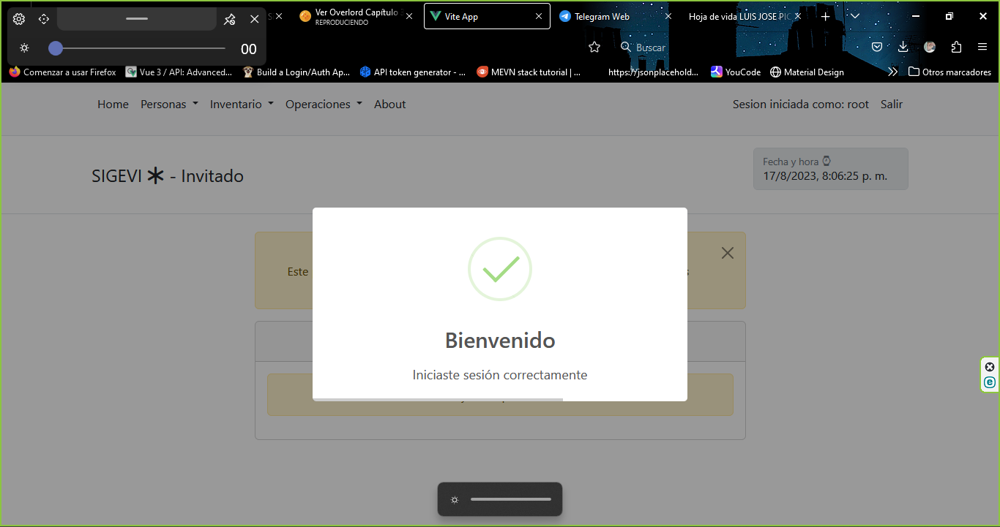 Ver Overlord Capítulo 3
REPRODUCIENDO
Vite App
Telegram Web
Hoja de vida LUIS JOSE PIC
00
Buscar
Comenzar a usar Firefox
Vue 3 / API: Advanced...
Build a Login/Auth Ap...
API token generator - ...
MEVN stack tutorial | ...
https://jsonplacehold...
YouCode
Material Design
Otros marcadores
Home
Personas
Inventario
Operaciones
About
Sesion iniciada como: root
Salir
SIGEVI * - Invitado
Fecha y hora
17/8/2023, 8:06:25 p. m.
Este
Bienvenido
Iniciaste sesión correctamente